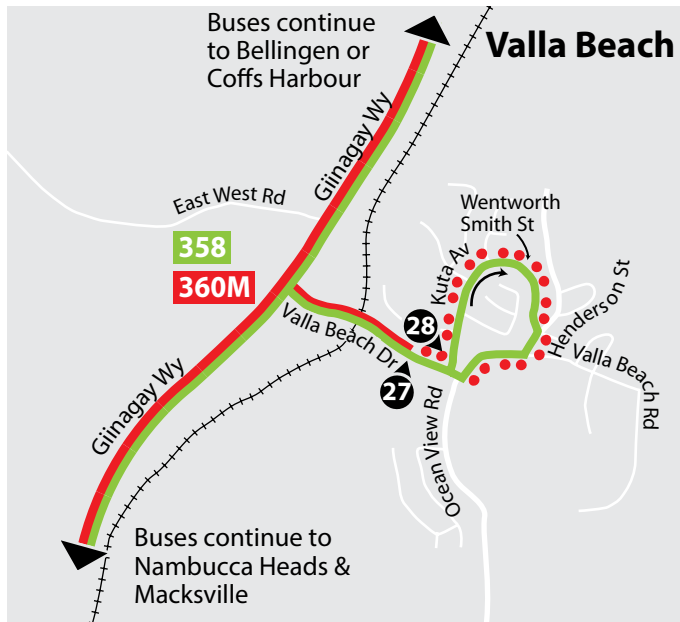 Buses continue
to Bellingen or
Coffs Harbour
Valla Beach
Giinagay Wy
East West Rd
Wentworth
Smith St
358
360M
Kuta Av
Henderson St
28
Valla Beach Dr
27
Valla Beach
Rd
Giinagay Wy
Ocean View Rd
Buses continue to
Nambucca Heads &
Macksville